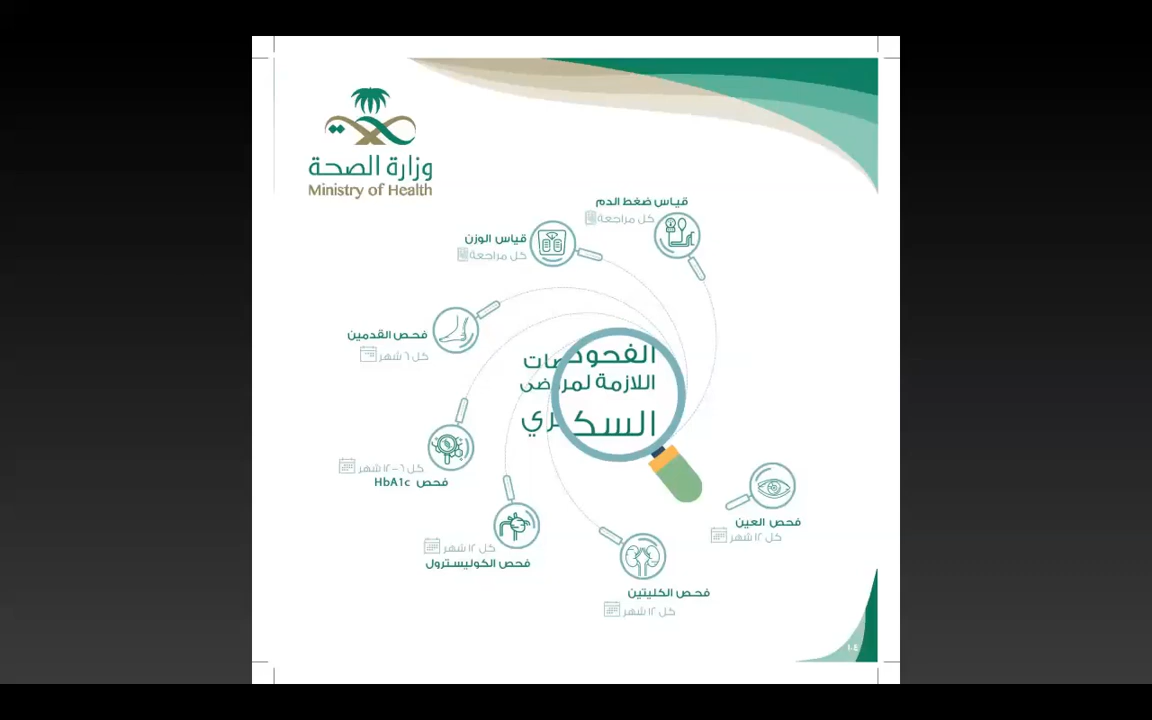 وزارة الصحة
Ministry of Health
قياس ضغط الدم
كل مراجعة
قياس الوزن
كل مراجعة
فحص القدمين
كل ٦ شهر
الفحوصات
اللازمة لمرضى
السكري
كل ٦-١٢ شهر
فحص HbA1c
فحص العين
كل ١٢ شهر
كل ١٢ شهر
فحص الكوليسترول
فحص الكليتين
كل ١٢ شهر
١٠٤